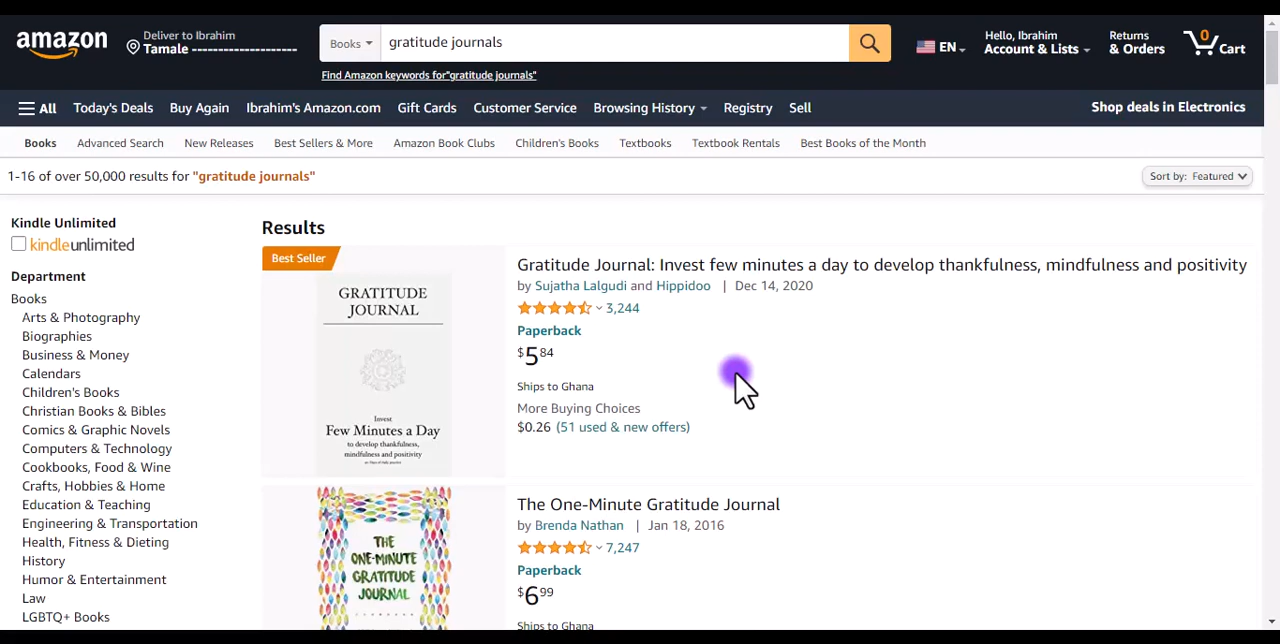 amazon
Deliver to Ibrahim
Tamale
Books
gratitude journals
EN
Hello, Ibrahim
Account & Lists
Returns
& Orders
0
Cart
Find Amazon keywords for"gratitude journals"
All
Today's Deals
Buy Again
Ibrahim's Amazon.com
Gift Cards
Customer Service
Browsing History
Registry
Sell
Shop deals in Electronics
Books
Advanced Search
New Releases
Best Sellers & More
Amazon Book Clubs
Children's Books
Textbooks
Textbook Rentals
Best Books of the Month
1-16 of over 50,000 results for "gratitude journals"
Sort by: Featured
Kindle Unlimited
kindleunlimited
Department
Books
Arts & Photography
Biographies
Business & Money
Calendars
Children's Books
Christian Books & Bibles
Comics & Graphic Novels
Computers & Technology
Cookbooks, Food & Wine
Crafts, Hobbies & Home
Education & Teaching
Engineering & Transportation
Health, Fitness & Dieting
History
Humor & Entertainment
Law
LGBTQ+ Books
Results
Best Seller
GRATITUDE
JOURNAL
Invest
Few Minutes a Day
to develop thankfulness,
mindfulness and positivity
Gratitude Journal: Invest few minutes a day to develop thankfulness, mindfulness and positivity
by Sujatha Lalgudi and Hippidoo | Dec 14, 2020
3,244
Paperback
$5 84
Ships to Ghana
More Buying Choices
$0.26 (51 used & new offers)
THE
ONE-MINUTE
GRATITUDE
JOURNAL
The One-Minute Gratitude Journal
by Brenda Nathan | Jan 18, 2016
7,247
Paperback
$6 99
Ships to Ghana